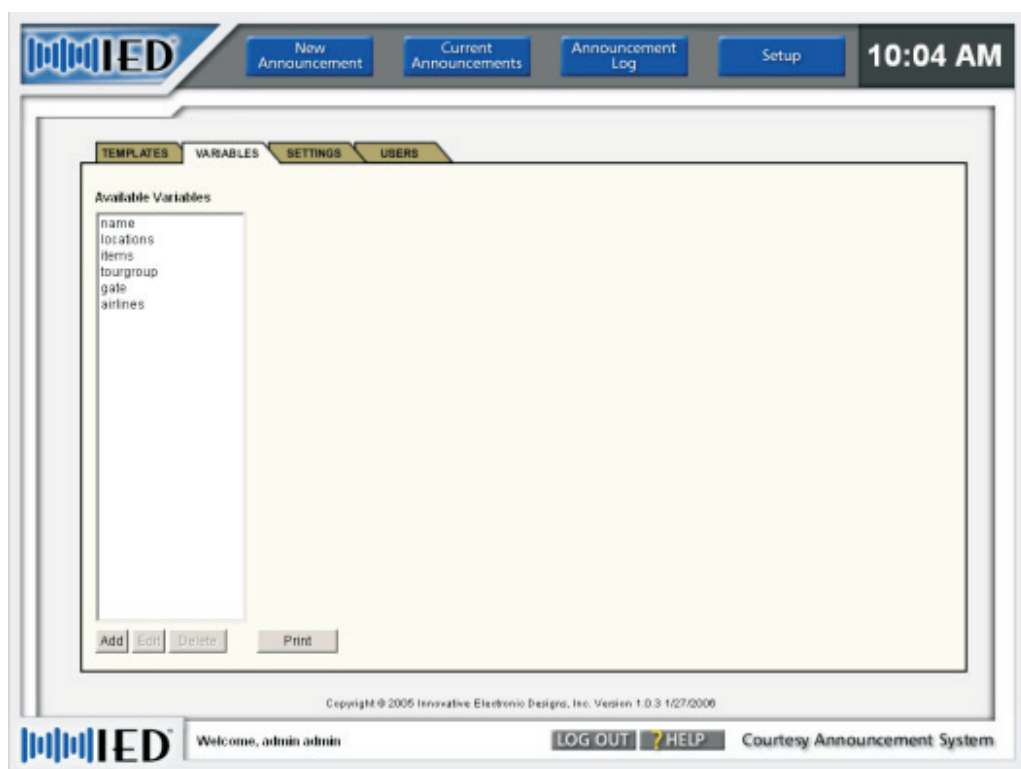 IED
New
Announcement
Current
Announcements
Announcement
Log
Setup
10:04 AM
TEMPLATES
VARIABLES
SETTINGS
USERS
Available Variables
name
locations
items
tourgroup
gate
airlines
Add
Edit
Delete
Print
Copyright © 2005 Innovative Electronic Designs, Inc. Version 1.0.3 1/27/2006
IED
Welcome, admin admin
LOG OUT
? HELP
Courtesy Announcement System